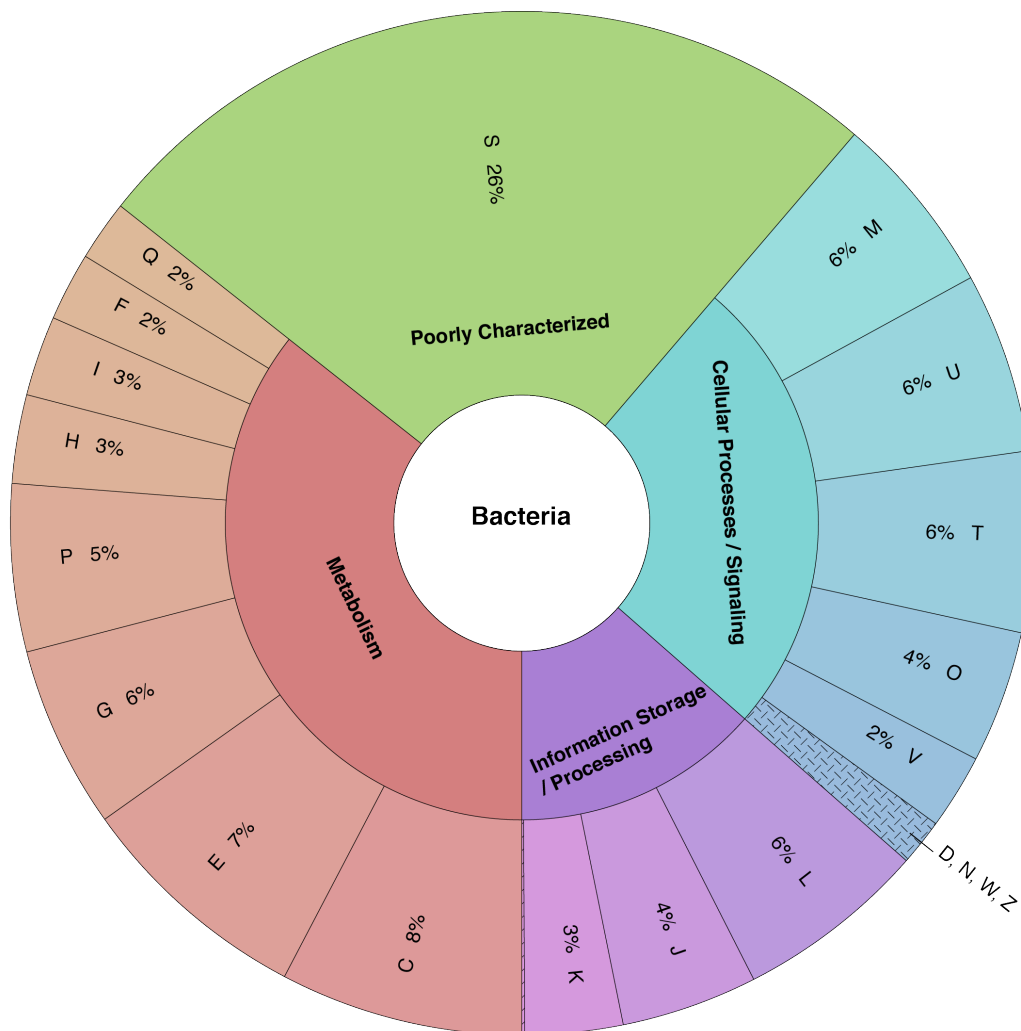 S 26%
Poorly Characterized
6% M
6% U
6% T
4% O
2% V
D, N, W, Z
Cellular Processes / Signaling
Bacteria
Information Storage
/ Processing
6% L
4% J
3% K
Metabolism
C 8%
E 7%
G 6%
P 5%
H 3%
I 3%
F 2%
Q 2%